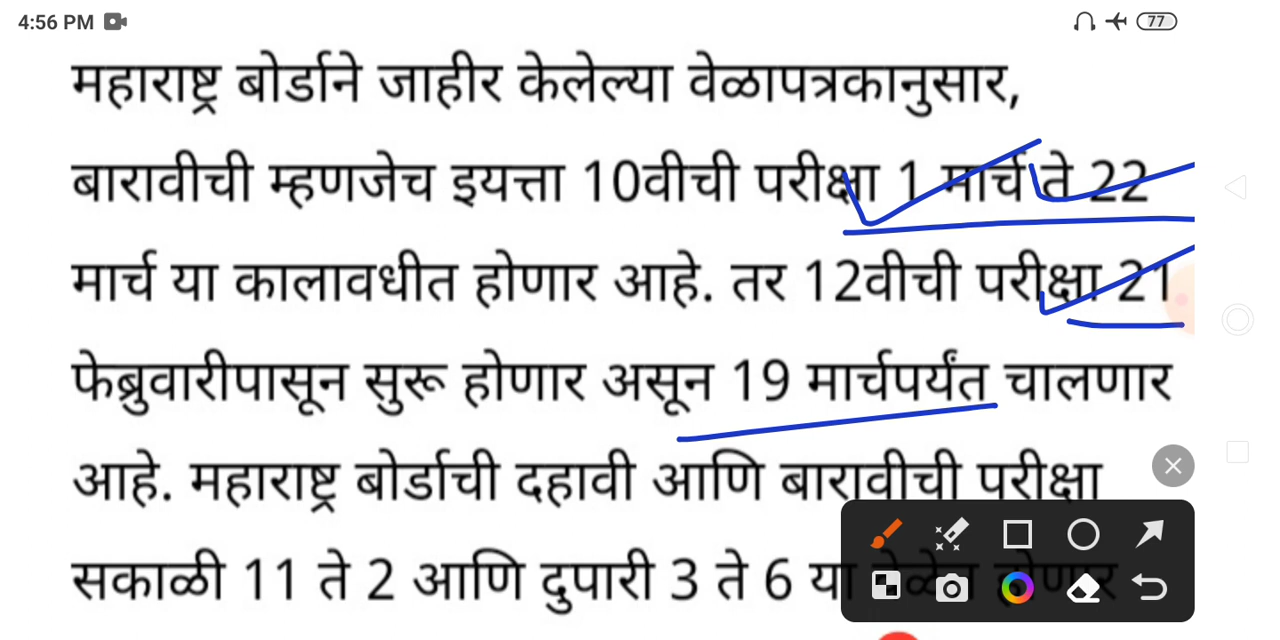 4:56 PM
77
महाराष्ट्र बोर्डाने जाहीर केलेल्या वेळापत्रकानुसार,
बारावीची म्हणजेच इयत्ता 10वीची परीक्षा 1 मार्च ते 22
मार्च या कालावधीत होणार आहे. तर 12वीची परीक्षा 21
फेब्रुवारीपासून सुरू होणार असून 19 मार्चपर्यंत चालणार
आहे. महाराष्ट्र बोर्डाची दहावी आणि बारावीची परीक्षा
सकाळी 11 ते 2 आणि दुपारी 3 ते 6 या वेळेत होणार